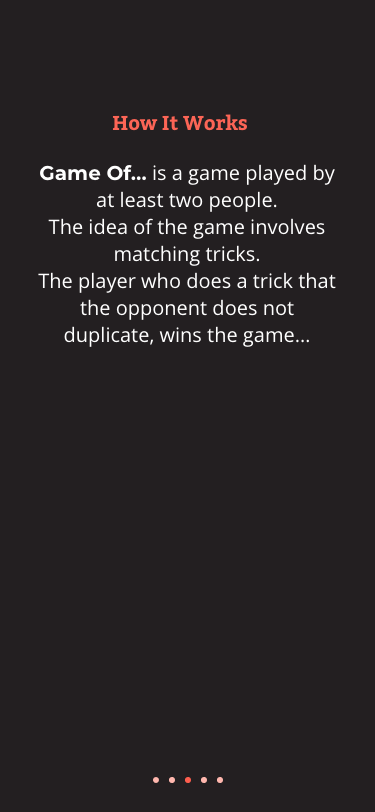 How It Works
Game Of... is a game played by
at least two people.
The idea of the game involves
matching tricks.
The player who does a trick that
the opponent does not
duplicate, wins the game...